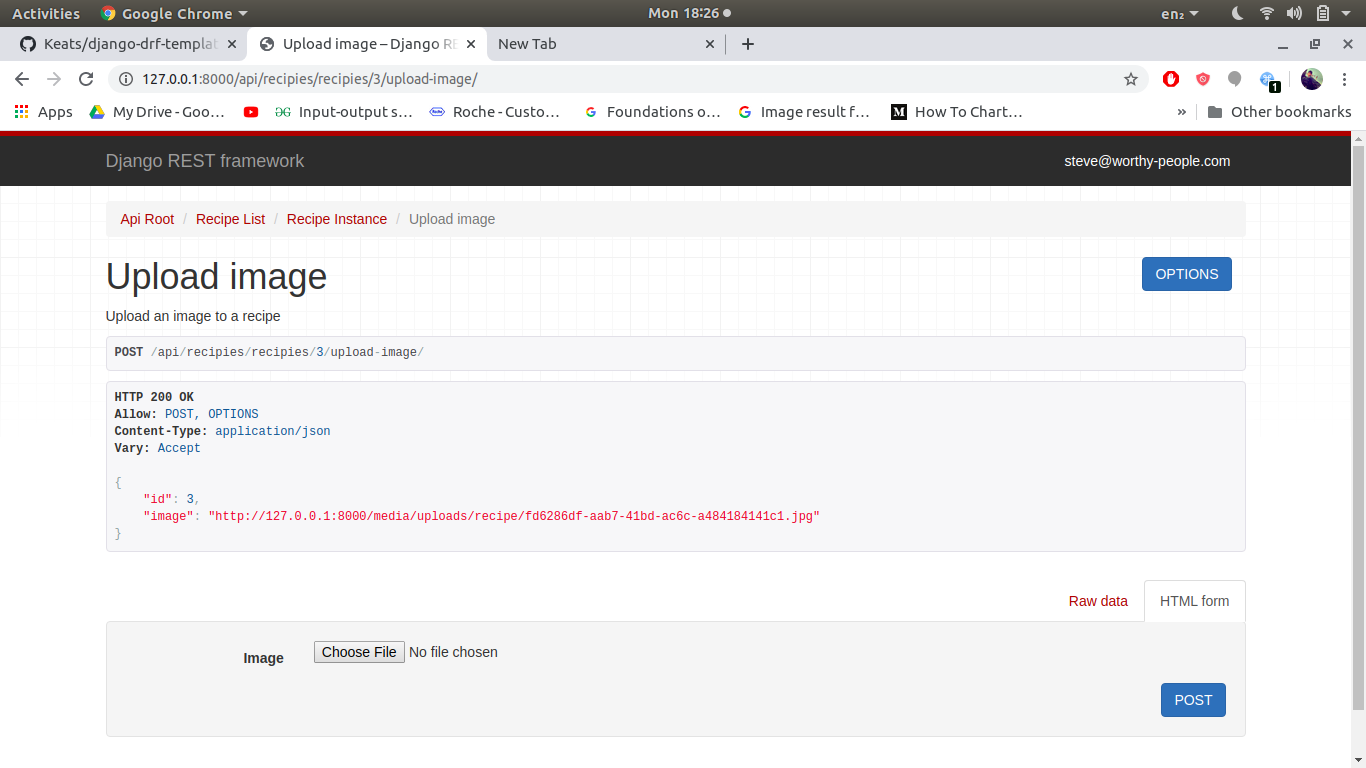 Activities Google Chrome Mon 18:26 en₂
Keats/django-drf-templat Upload image – Django RE New Tab
127.0.0.1:8000/api/recipies/recipies/3/upload-image/ 1
Apps My Drive - Goo… Input-output s… Roche - Custo… Foundations o… Image result f… How To Chart… » Other bookmarks
Django REST framework steve@worthy-people.com
Api Root / Recipe List / Recipe Instance / Upload image
Upload image OPTIONS
Upload an image to a recipe
POST /api/recipies/recipies/3/upload-image/
HTTP 200 OK
Allow: POST, OPTIONS
Content-Type: application/json
Vary: Accept
{
"id": 3,
"image": "http://127.0.0.1:8000/media/uploads/recipe/fd6286df-aab7-41bd-ac6c-a484184141c1.jpg"
}
Raw data HTML form
Image Choose File No file chosen
POST